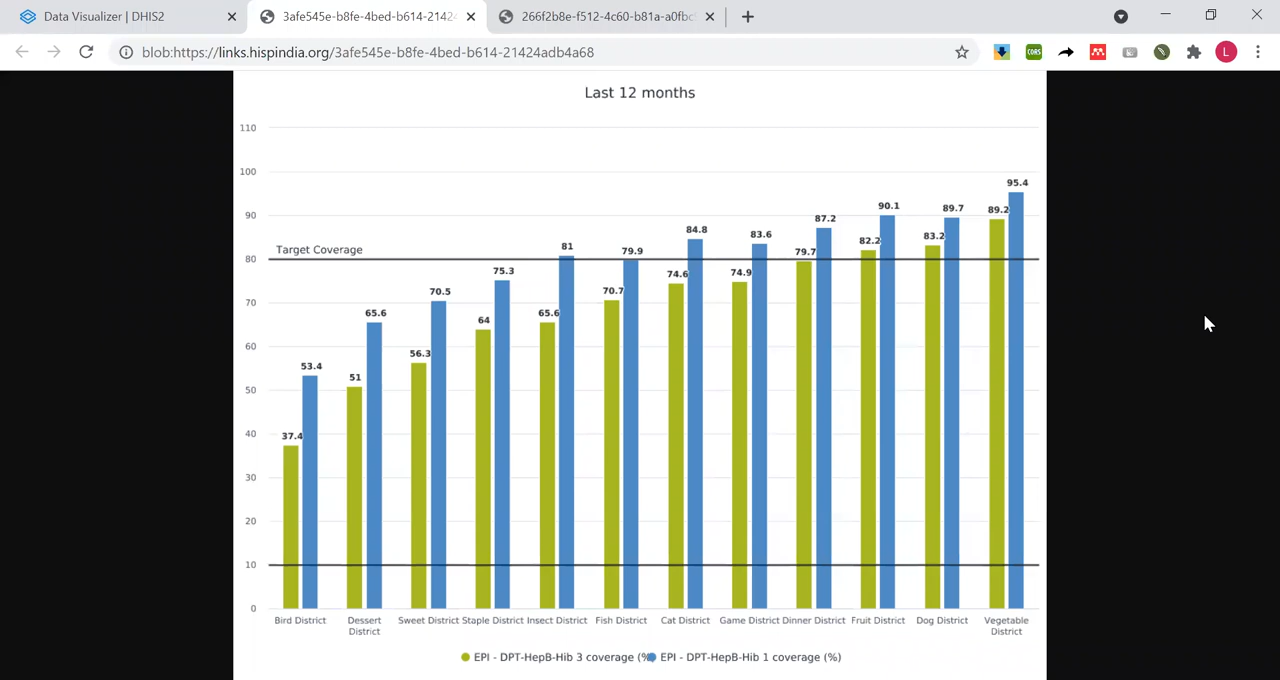 Data Visualizer | DHIS2
3afe545e-b8fe-4bed-b614-21424
266f2b8e-f512-4c60-b81a-a0fbc
blob:https://links.hispindia.org/3afe545e-b8fe-4bed-b614-21424adb4a68
CORS
L
Last 12 months
110
100
90
80
70
60
50
40
30
20
10
0
Target Coverage
37.4
53.4
51
65.6
56.3
70.5
64
75.3
65.6
81
70.7
79.9
74.6
84.8
74.9
83.6
79.7
87.2
82.2
90.1
83.2
89.7
89.2
95.4
Bird District
Dessert
District
Sweet District
Staple District
Insect District
Fish District
Cat District
Game District
Dinner District
Fruit District
Dog District
Vegetable
District
EPI - DPT-HepB-Hib 3 coverage (%
EPI - DPT-HepB-Hib 1 coverage (%)